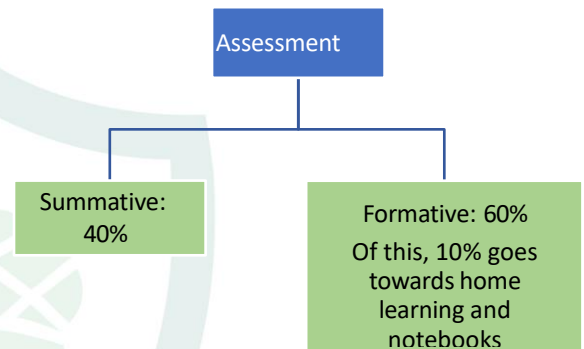 Assessment
Summative:
40%
Formative: 60%
Of this, 10% goes
towards home
learning and
notebooks